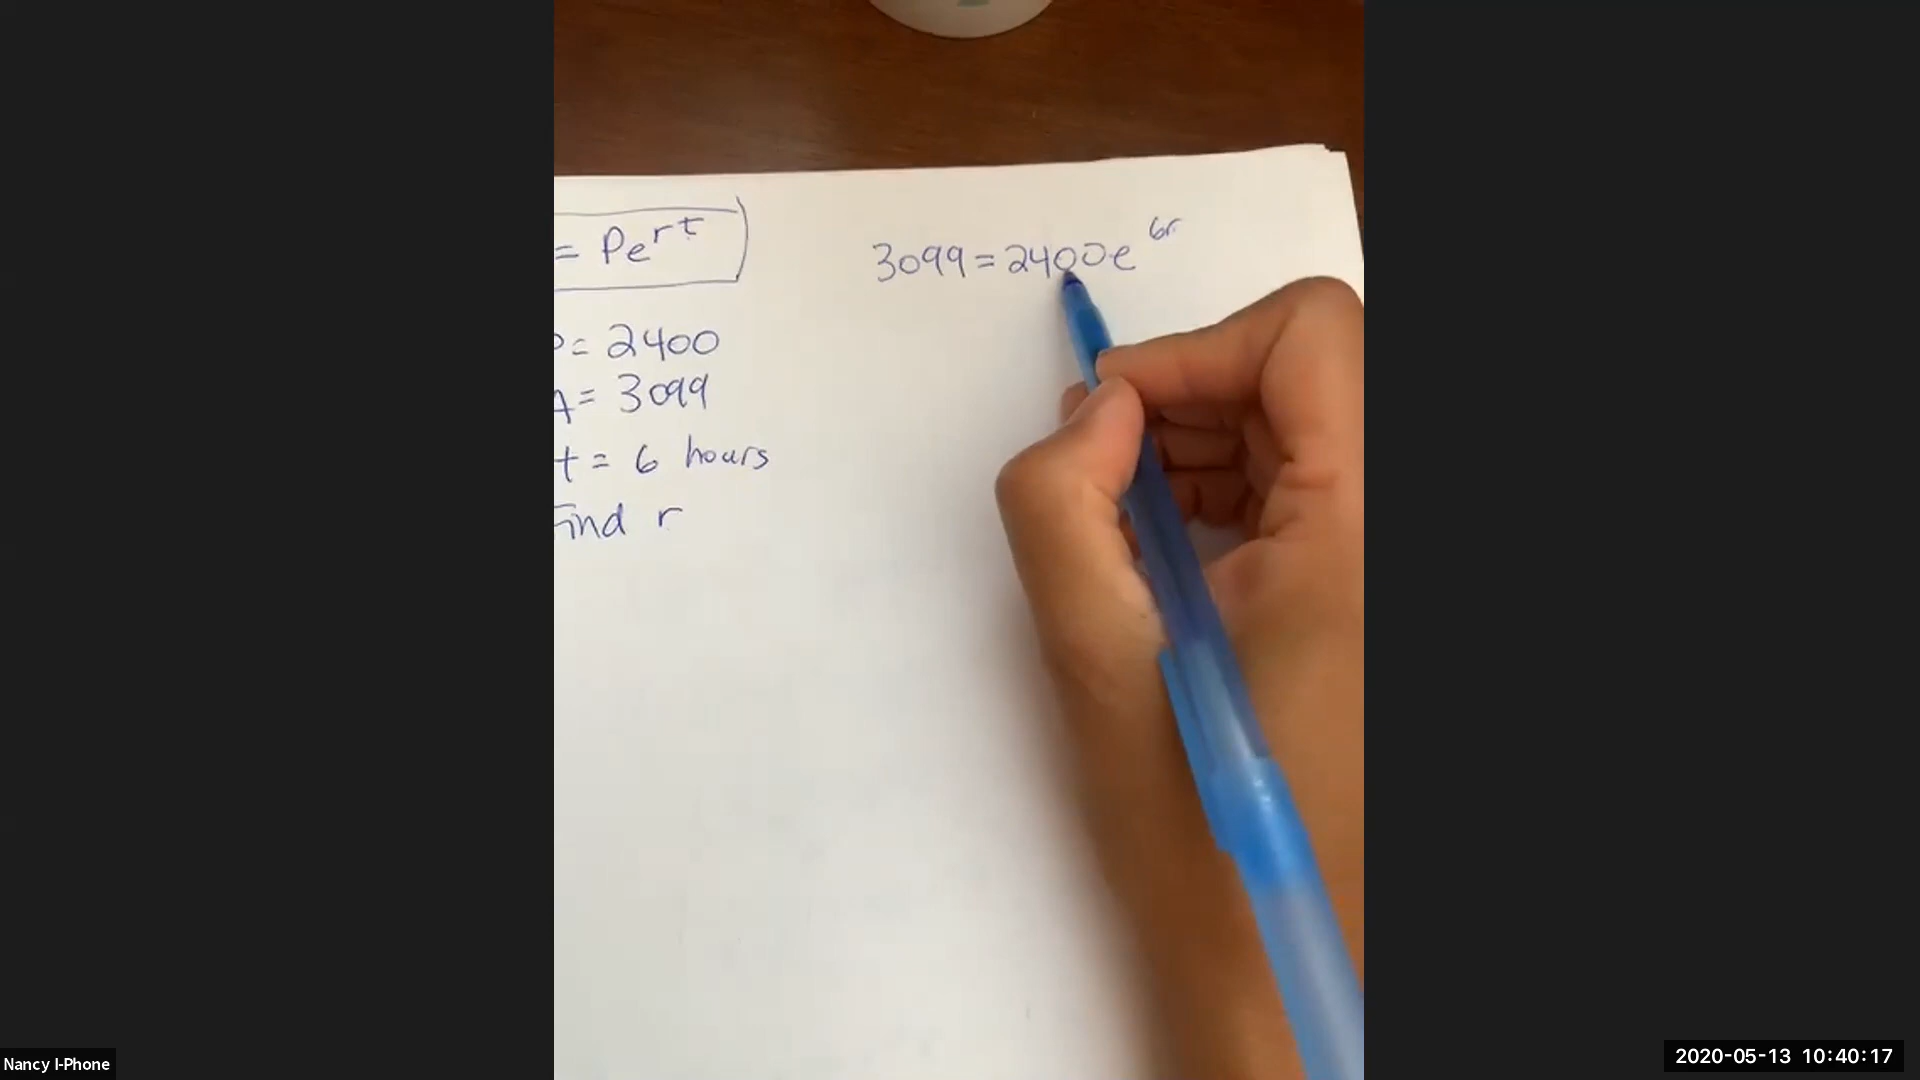 = Pe^rt
3099 = 2400e^6r
P = 2400
A = 3099
t = 6 hours
Find r
Nancy I-Phone
2020-05-13 10:40:17